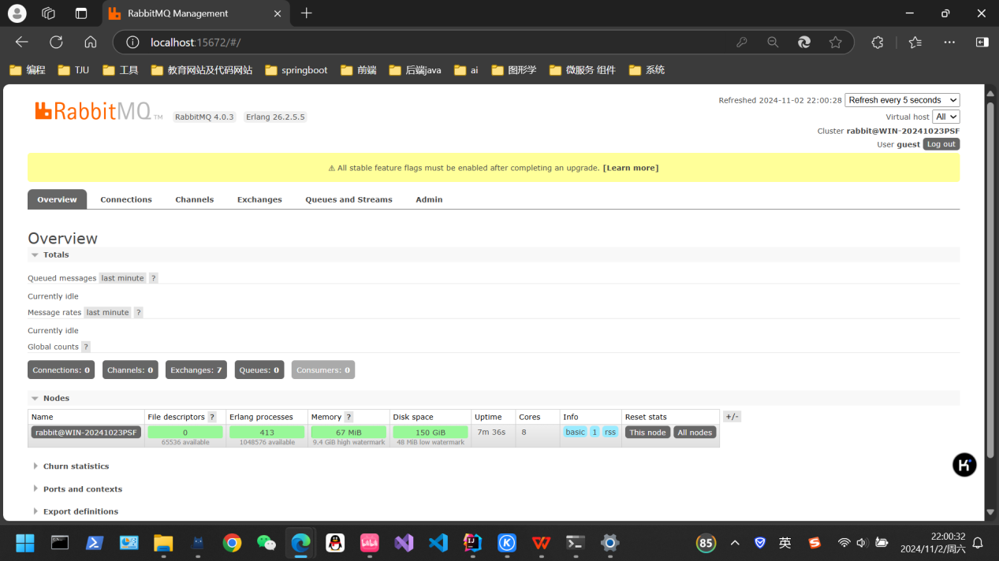 RabbitMQ Management
localhost:15672/#/
编程 TJU 工具 教育网站及代码网站 springboot 前端 后端java ai 图形学 微服务 组件 系统
Refreshed 2024-11-02 22:00:28 Refresh every 5 seconds
RabbitMQ TM RabbitMQ 4.0.3 Erlang 26.2.5.5
Virtual host All
Cluster rabbit@WIN-20241023PSF
User guest Log out
⚠ All stable feature flags must be enabled after completing an upgrade. [Learn more]
Overview Connections Channels Exchanges Queues and Streams Admin
Overview
Totals
Queued messages last minute ?
Currently idle
Message rates last minute ?
Currently idle
Global counts ?
Connections: 0 Channels: 0 Exchanges: 7 Queues: 0 Consumers: 0
Nodes
Name File descriptors ? Erlang processes Memory ? Disk space Uptime Cores Info Reset stats +/-
rabbit@WIN-20241023PSF 0 413 67 MiB 150 GiB 7m 36s 8 basic 1 rss This node All nodes
65536 available 1048576 available 9.4 GiB high watermark 48 MiB low watermark
Churn statistics
Ports and contexts
Export definitions
85 英 22:00:32
2024/11/2/周六